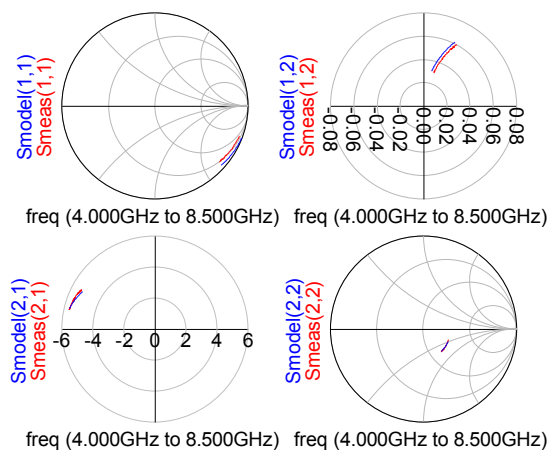 Smodel(1,1)
Smeas(1,1)
freq (4.000GHz to 8.500GHz)
Smodel(1,2)
Smeas(1,2)
-0.08 -0.06 -0.04 -0.02 0.00 0.02 0.04 0.06 0.08
freq (4.000GHz to 8.500GHz)
Smodel(2,1)
Smeas(2,1)
-6 -4 -2 0 2 4 6
freq (4.000GHz to 8.500GHz)
Smodel(2,2)
Smeas(2,2)
freq (4.000GHz to 8.500GHz)